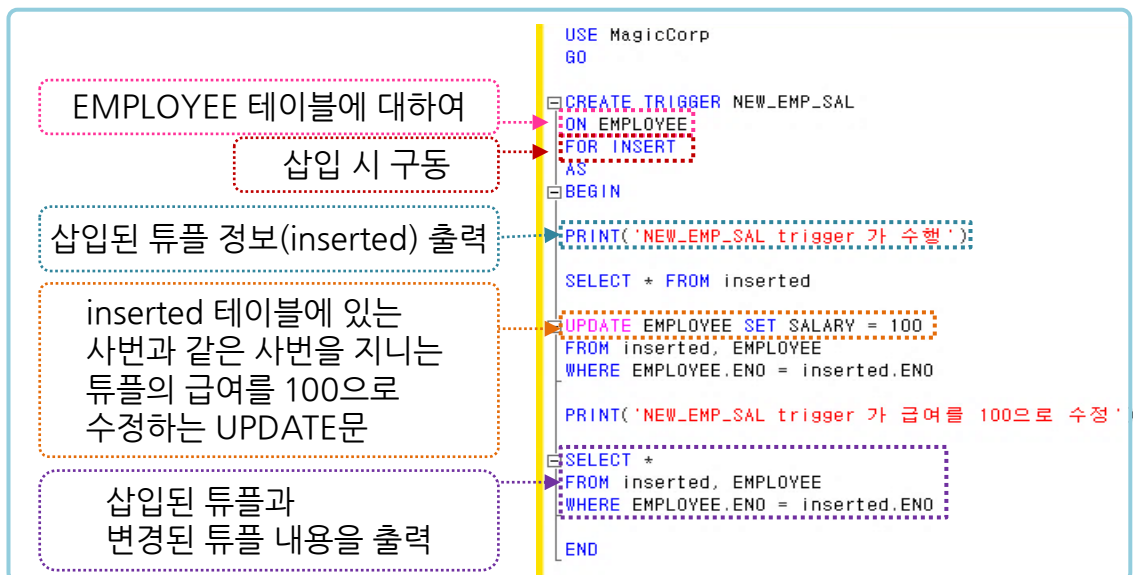 USE MagicCorp
GO
EMPLOYEE 테이블에 대하여
CREATE TRIGGER NEW_EMP_SAL
ON EMPLOYEE
삽입 시 구동
FOR INSERT
AS
BEGIN
삽입된 튜플 정보(inserted) 출력
PRINT('NEW_EMP_SAL trigger 가 수행')
SELECT * FROM inserted
inserted 테이블에 있는
사번과 같은 사번을 지니는
튜플의 급여를 100으로
수정하는 UPDATE문
UPDATE EMPLOYEE SET SALARY = 100
FROM inserted, EMPLOYEE
WHERE EMPLOYEE.ENO = inserted.ENO
PRINT('NEW_EMP_SAL trigger 가 급여를 100으로 수정'
삽입된 튜플과
변경된 튜플 내용을 출력
SELECT *
FROM inserted, EMPLOYEE
WHERE EMPLOYEE.ENO = inserted.ENO
END